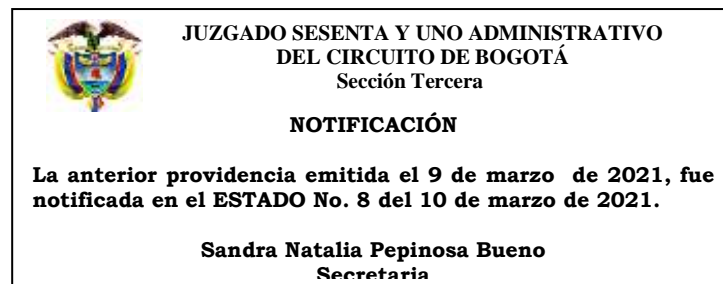 JUZGADO SESENTA Y UNO ADMINISTRATIVO
DEL CIRCUITO DE BOGOTÁ
Sección Tercera
NOTIFICACIÓN
La anterior providencia emitida el 9 de marzo de 2021, fue
notificada en el ESTADO No. 8 del 10 de marzo de 2021.
Sandra Natalia Pepinosa Bueno
Secretaria